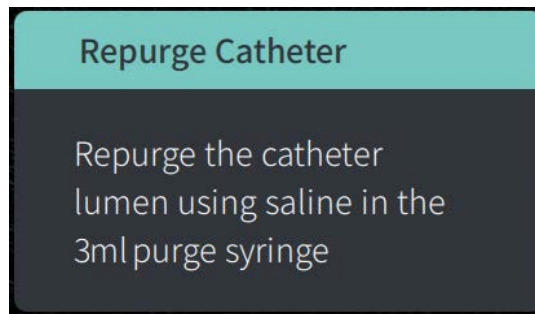 Repurge Catheter
Repurge the catheter
lumen using saline in the
3ml purge syringe